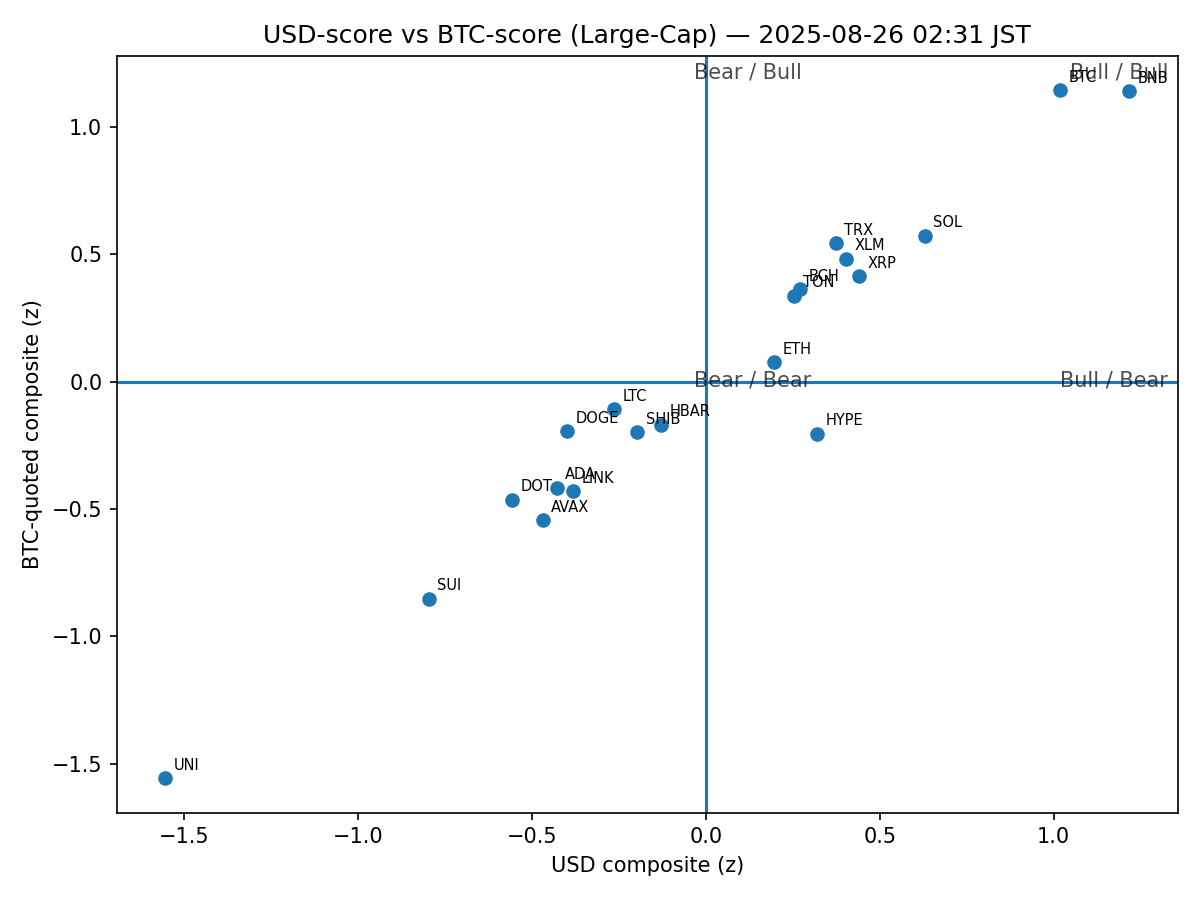 USD-score vs BTC-score (Large-Cap) — 2025-08-26 02:31 JST
Bear / Bull
Bull / Bull
BTC
BNB
1.0
SOL
TRX
XLM
XRP
0.5
BCH
TON
ETH
0.0
Bear / Bear
Bull / Bear
LTC
DOGE
SHIB
HBAR
HYPE
ADA
LINK
DOT
AVAX
−0.5
SUI
−1.0
UNI
−1.5
BTC-quoted composite (z)
−1.5
−1.0
−0.5
0.0
0.5
1.0
USD composite (z)